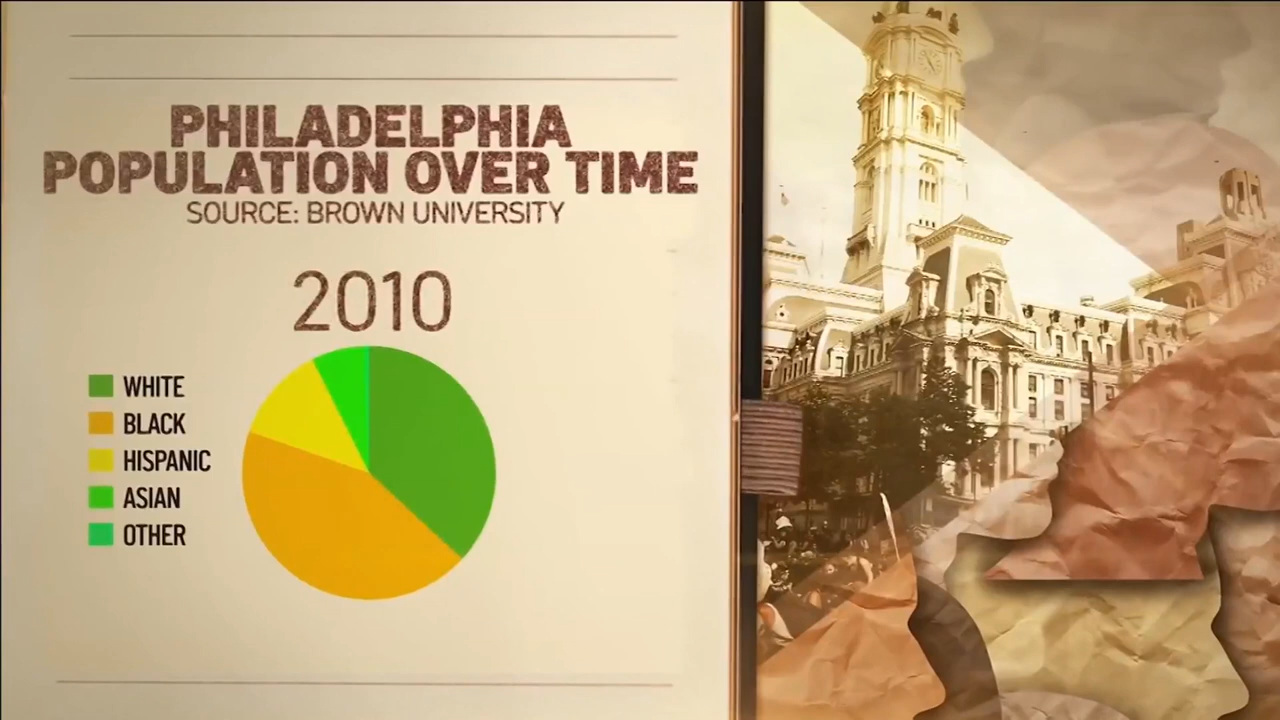 PHILADELPHIA
POPULATION OVER TIME
SOURCE: BROWN UNIVERSITY
2010
WHITE
BLACK
HISPANIC
ASIAN
OTHER